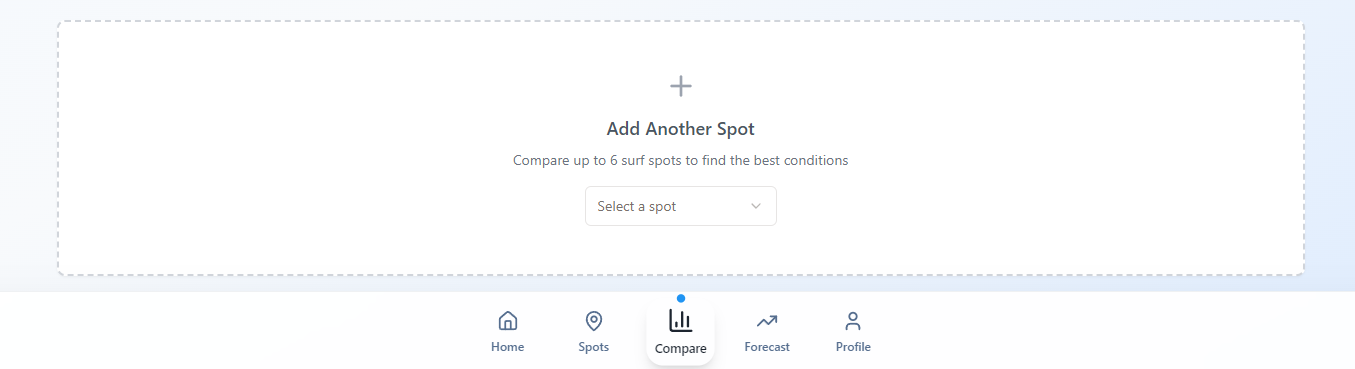 Add Another Spot
Compare up to 6 surf spots to find the best conditions
Select a spot
Home
Spots
Compare
Forecast
Profile